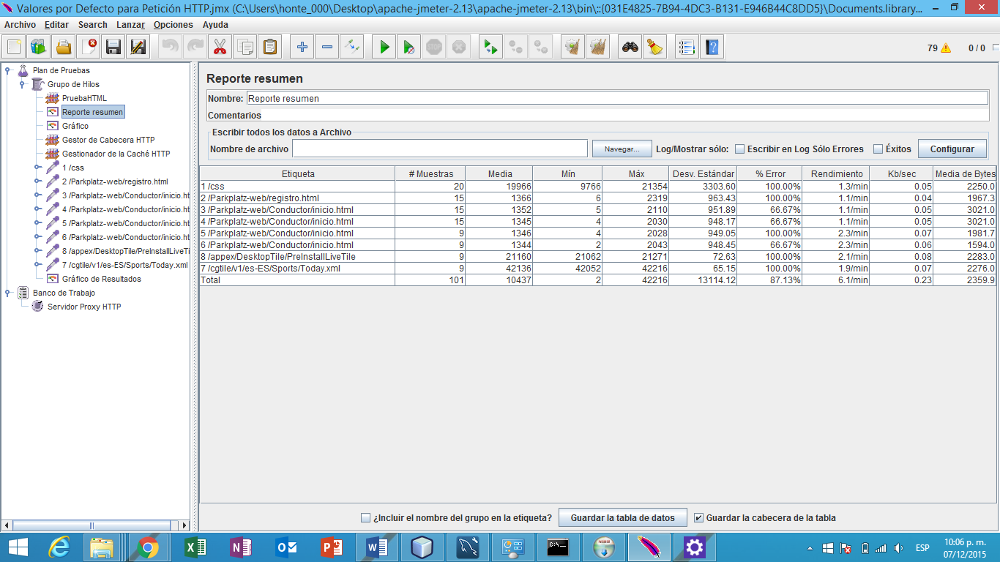 Valores por Defecto para Petición HTTP.jmx (C:\Users\honte_000\Desktop\apache-jmeter-2.13\apache-jmeter-2.13\bin\::{031E4825-7B94-4DC3-B131-E946B44C8DD5}\Documents.library...
Archivo Editar Search Lanzar Opciones Ayuda
STOP
79 0 / 0
Plan de Pruebas
Grupo de Hilos
PruebaHTML
Reporte resumen
Gráfico
Gestor de Cabecera HTTP
Gestionador de la Caché HTTP
1 /css
2 /Parkplatz-web/registro.html
3 /Parkplatz-web/Conductor/inicio.ht
4 /Parkplatz-web/Conductor/inicio.ht
5 /Parkplatz-web/Conductor/inicio.ht
6 /Parkplatz-web/Conductor/inicio.ht
8 /appex/DesktopTile/PreInstallLiveTi
7 /cgtile/v1/es-ES/Sports/Today.xml
Gráfico de Resultados
Banco de Trabajo
Servidor Proxy HTTP
Reporte resumen
Nombre: Reporte resumen
Comentarios
Escribir todos los datos a Archivo
Nombre de archivo Navegar... Log/Mostrar sólo: Escribir en Log Sólo Errores Éxitos Configurar
Etiqueta # Muestras Media Mín Máx Desv. Estándar % Error Rendimiento Kb/sec Media de Bytes
1 /css 20 19966 9766 21354 3303.60 100.00% 1.3/min 0.05 2250.0
2 /Parkplatz-web/registro.html 15 1366 6 2319 963.43 100.00% 1.1/min 0.04 1967.3
3 /Parkplatz-web/Conductor/inicio.html 15 1352 5 2110 951.89 66.67% 1.1/min 0.05 3021.0
4 /Parkplatz-web/Conductor/inicio.html 15 1345 4 2030 948.17 66.67% 1.1/min 0.05 3021.0
5 /Parkplatz-web/Conductor/inicio.html 9 1346 4 2028 949.05 100.00% 2.3/min 0.07 1981.7
6 /Parkplatz-web/Conductor/inicio.html 9 1344 2 2043 948.45 66.67% 2.3/min 0.06 1594.0
8 /appex/DesktopTile/PreInstallLiveTile 9 21160 21062 21271 72.63 100.00% 2.1/min 0.08 2283.0
7 /cgtile/v1/es-ES/Sports/Today.xml 9 42136 42052 42216 65.15 100.00% 1.9/min 0.07 2276.0
Total 101 10437 2 42216 13114.12 87.13% 6.1/min 0.23 2359.9
¿Incluir el nombre del grupo en la etiqueta? Guardar la tabla de datos Guardar la cabecera de la tabla
ESP
10:06 p. m.
07/12/2015